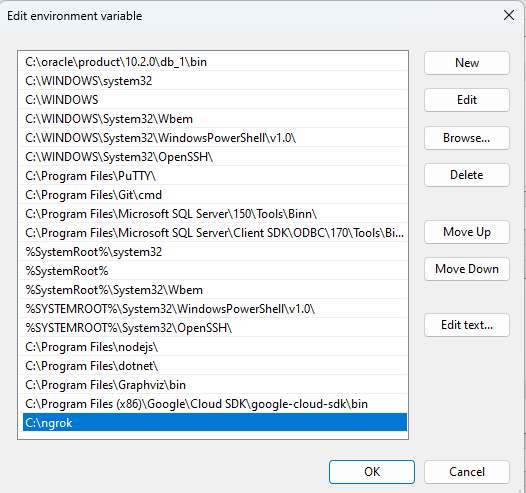 Edit environment variable
C:\oracle\product\10.2.0\db_1\bin
New
C:\WINDOWS\system32
C:\WINDOWS
Edit
C:\WINDOWS\System32\Wbem
C:\WINDOWS\System32\WindowsPowerShell\v1.0\
Browse...
C:\WINDOWS\System32\OpenSSH\
C:\Program Files\PuTTY\
Delete
C:\Program Files\Git\cmd
C:\Program Files\Microsoft SQL Server\150\Tools\Binn\
C:\Program Files\Microsoft SQL Server\Client SDK\ODBC\170\Tools\Bi...
Move Up
%SystemRoot%\system32
%SystemRoot%
Move Down
%SystemRoot%\System32\Wbem
%SYSTEMROOT%\System32\WindowsPowerShell\v1.0\
%SYSTEMROOT%\System32\OpenSSH\
Edit text...
C:\Program Files\nodejs\
C:\Program Files\dotnet\
C:\Program Files\Graphviz\bin
C:\Program Files (x86)\Google\Cloud SDK\google-cloud-sdk\bin
C:\ngrok
OK
Cancel